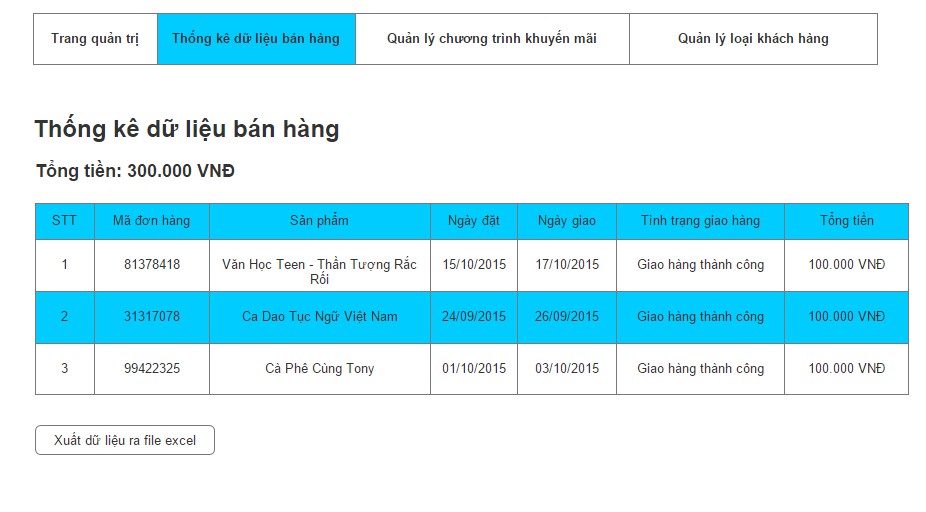 Trang quản trị Thống kê dữ liệu bán hàng Quản lý chương trình khuyến mãi Quản lý loại khách hàng
Thống kê dữ liệu bán hàng
Tổng tiền: 300.000 VNĐ
STT Mã đơn hàng Sản phẩm Ngày đặt Ngày giao Tình trạng giao hàng Tổng tiền
1 81378418 Văn Học Teen - Thần Tượng Rắc 15/10/2015 17/10/2015 Giao hàng thành công 100.000 VNĐ
Rối
2 31317078 Ca Dao Tục Ngữ Việt Nam 24/09/2015 26/09/2015 Giao hàng thành công 100.000 VNĐ
3 99422325 Cà Phê Cùng Tony 01/10/2015 03/10/2015 Giao hàng thành công 100.000 VNĐ
Xuất dữ liệu ra file excel